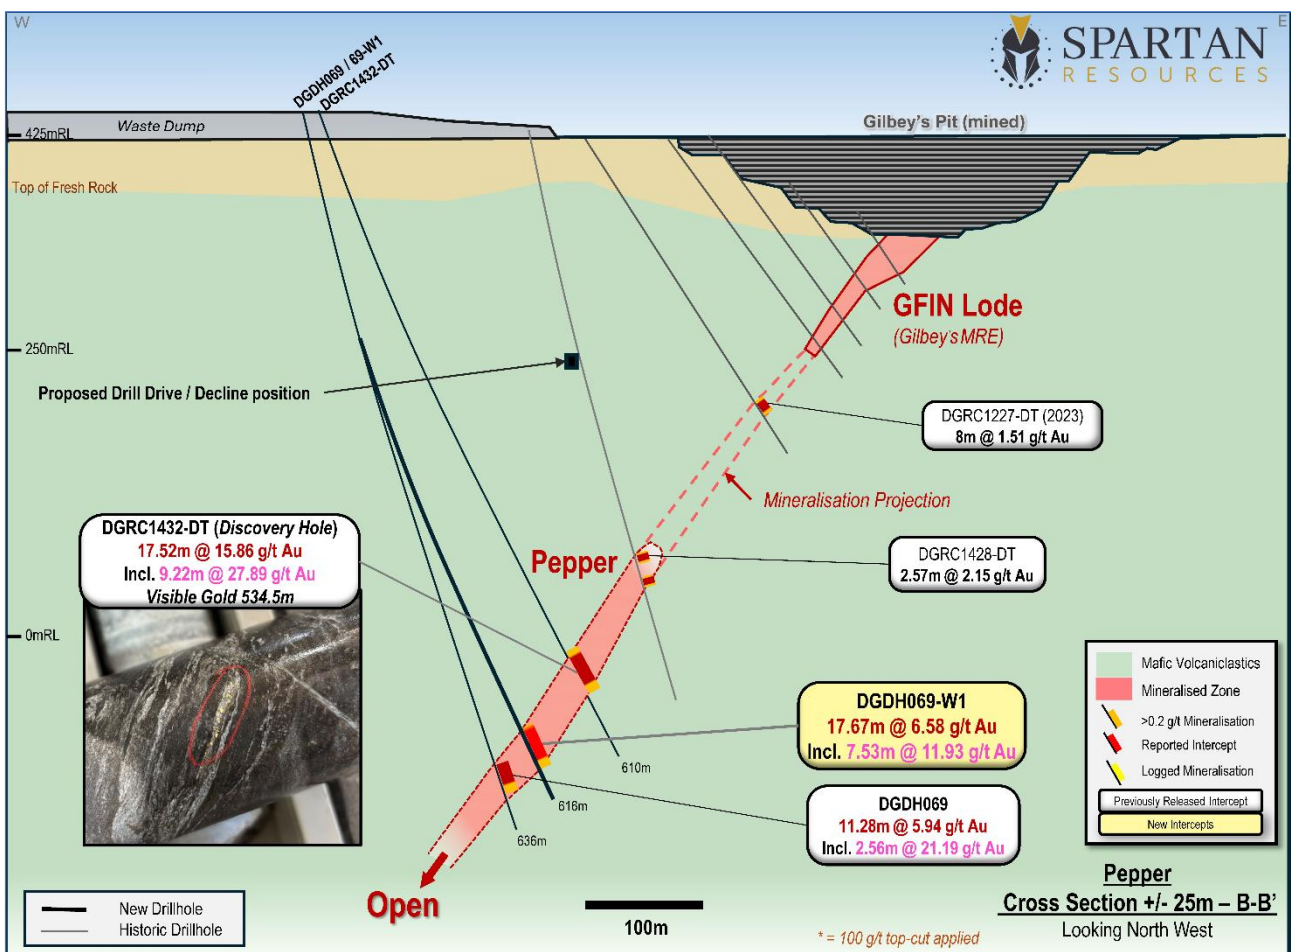 W
E
SPARTAN
RESOURCES
DGDH069 / 69-W1
DGRC1432-DT
Waste Dump
Gilbey's Pit (mined)
425mRL
Top of Fresh Rock
GFIN Lode
(Gilbey's MRE)
250mRL
Proposed Drill Drive / Decline position
DGRC1227-DT (2023)
8m @ 1.51 g/t Au
Mineralisation Projection
DGRC1432-DT (Discovery Hole)
17.52m @ 15.86 g/t Au
Incl. 9.22m @ 27.89 g/t Au
Visible Gold 534.5m
Pepper
DGRC1428-DT
2.57m @ 2.15 g/t Au
0mRL
Mafic Volcaniclastics
Mineralised Zone
>0.2 g/t Mineralisation
Reported Intercept
Logged Mineralisation
Previously Released Intercept
New Intercepts
DGDH069-W1
17.67m @ 6.58 g/t Au
Incl. 7.53m @ 11.93 g/t Au
610m
616m
636m
DGDH069
11.28m @ 5.94 g/t Au
Incl. 2.56m @ 21.19 g/t Au
Open
New Drillhole
Historic Drillhole
100m
* = 100 g/t top-cut applied
Pepper
Cross Section +/- 25m – B-B’
Looking North West